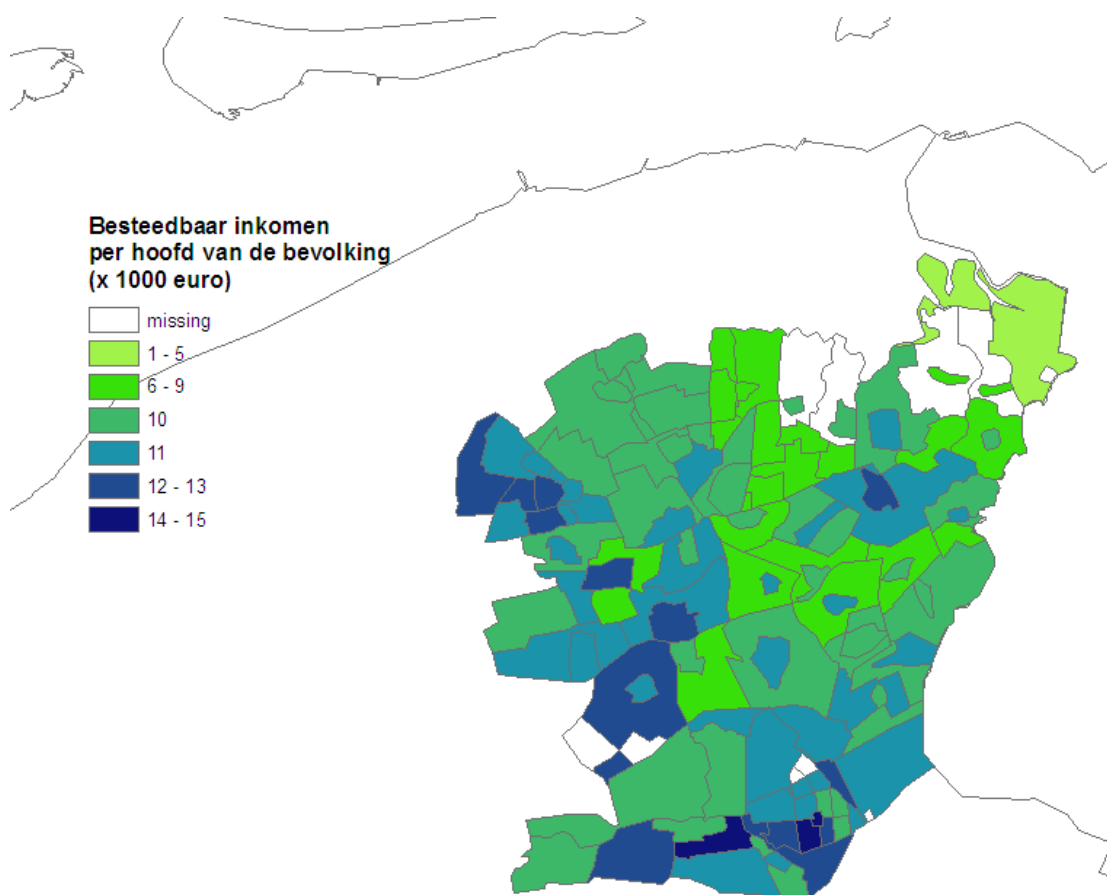 Besteedbaar inkomen
per hoofd van de bevolking
(x 1000 euro)
missing
1 - 5
6 - 9
10
11
12 - 13
14 - 15